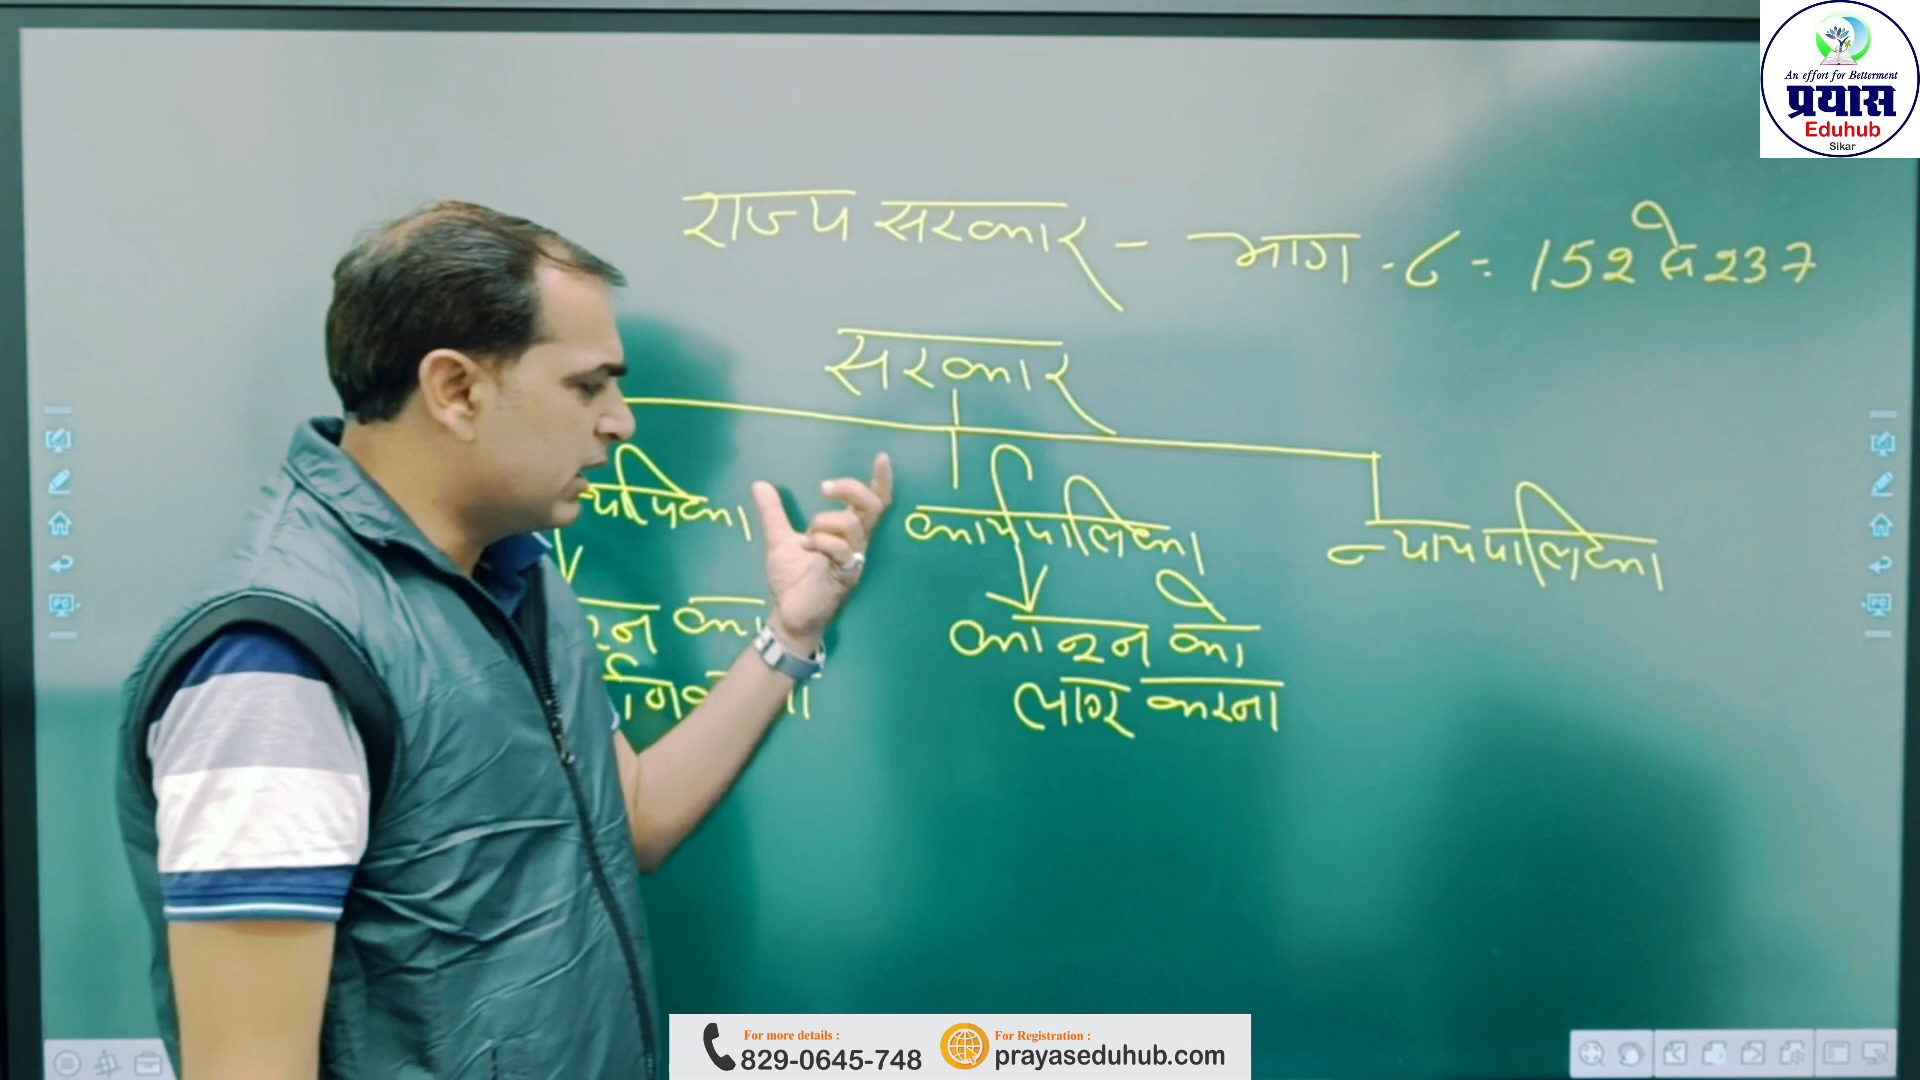 An effort for Betterment
प्रयास
Eduhub
Sikar
राज्य सरकार - भाग - 6 = 152 से 237
सरकार
कार्यपालिका
न्यायपालिका
का
कानून को
लागू करना
For more details :
829-0645-748
For Registration :
prayaseduhub.com